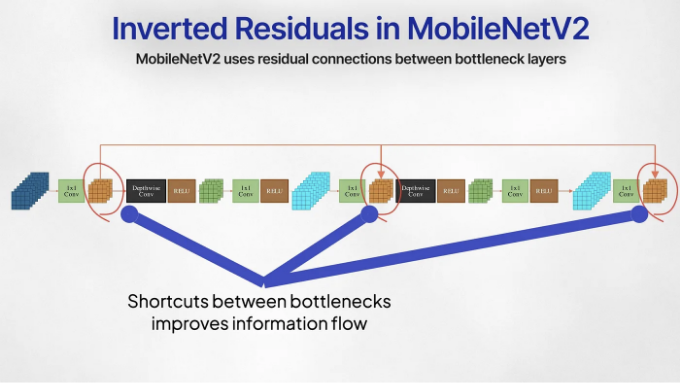 Inverted Residuals in MobileNetV2
MobileNetV2 uses residual connections between bottleneck layers
1x1
Conv
Depthwise
Conv
RELU
1x1
Conv
RELU
1x1
Conv
Depthwise
Conv
RELU
1x1
Conv
RELU
1x1
Conv
Shortcuts between bottlenecks
improves information flow